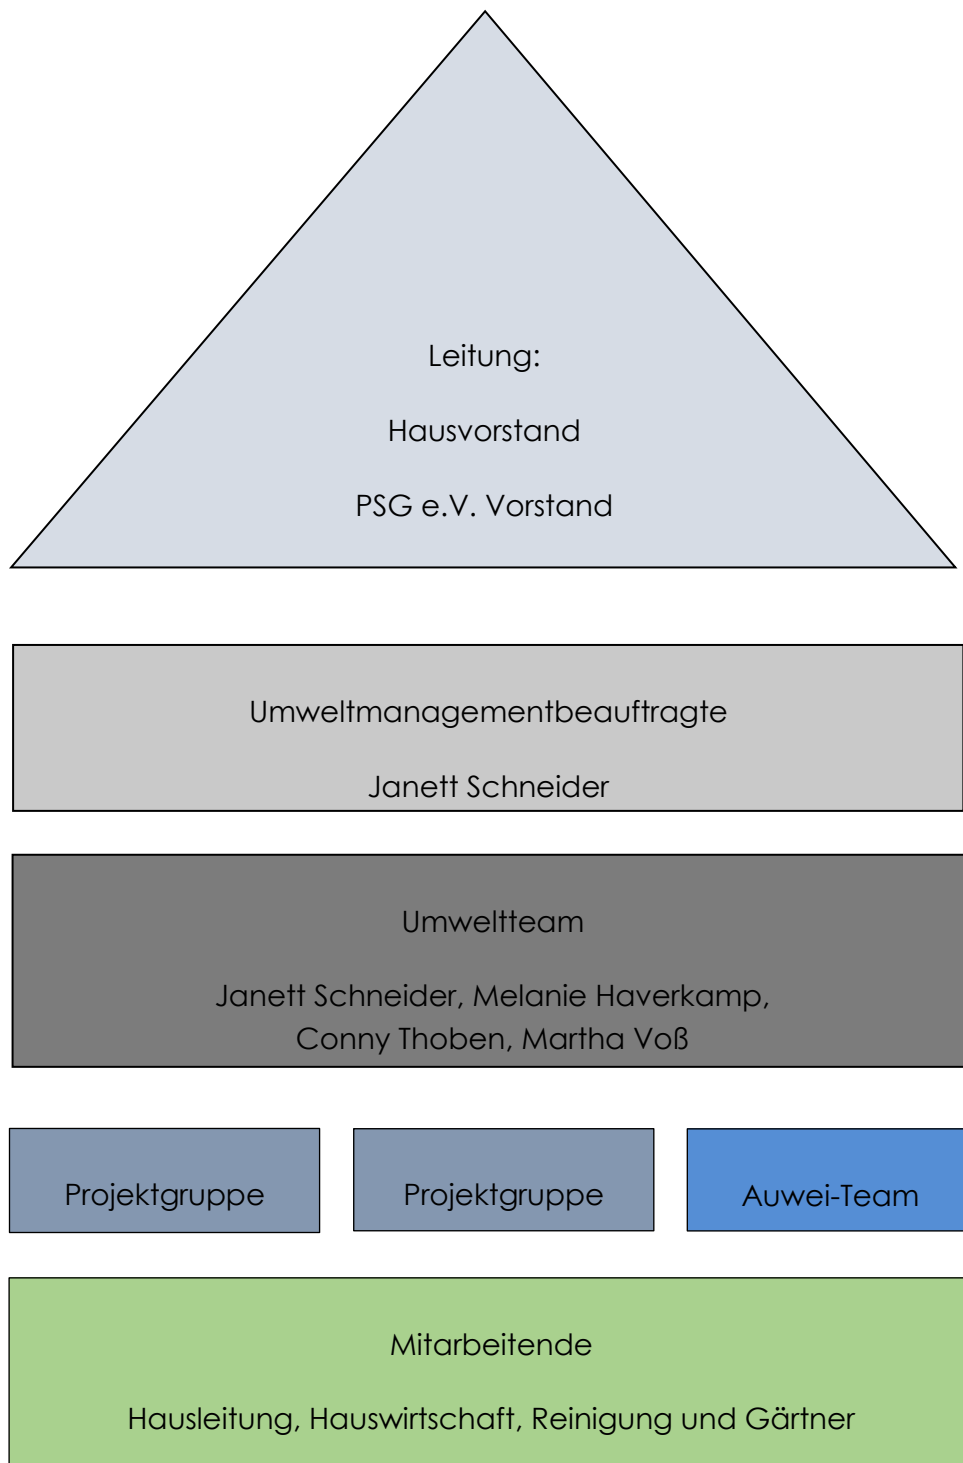 Leitung:
Hausvorstand
PSG e.V. Vorstand
Umweltmanagementbeauftragte
Janett Schneider
Umweltteam
Janett Schneider, Melanie Haverkamp,
Conny Thoben, Martha Voß
Projektgruppe
Projektgruppe
Auwei-Team
Mitarbeitende
Hausleitung, Hauswirtschaft, Reinigung und Gärtner